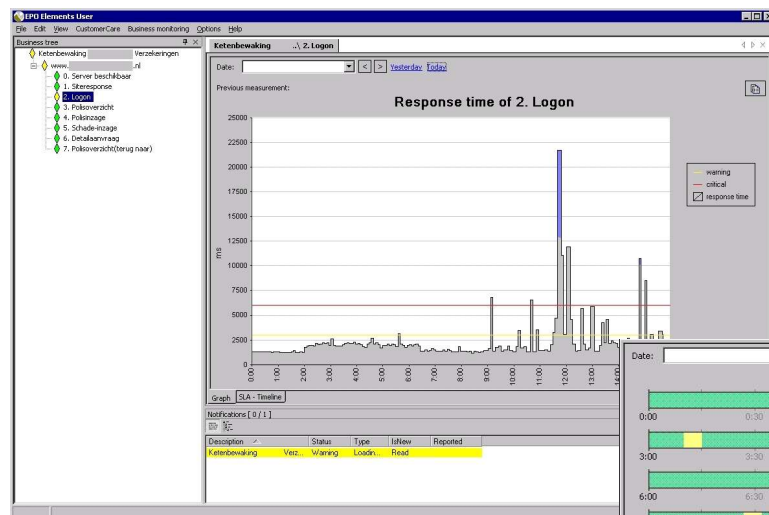 EPO Elements User
File Edit View CustomerCare Business monitoring Options Help
Business tree
Ketenbewaking Verzekeringen
www. .nl
0. Server beschikbaar
1. Siteresponse
2. Logon
3. Polisoverzicht
4. Polisinzage
5. Schade-inzage
6. Detailaanvraag
7. Polisoverzicht(terug naar)
Ketenbewaking ..\ 2. Logon
Date: < > Yesterday Today
Previous measurement:
Response time of 2. Logon
25000
22500
20000
17500
15000
12500
10000
7500
5000
2500
0
ms
0:00 1:00 2:00 3:00 4:00 5:00 6:00 7:00 8:00 9:00 10:00 11:00 12:00 13:00 14:00
warning
critical
response time
Graph SLA - Timeline
Notifications [ 0 / 1 ]
Description Status Type IsNew Reported
Ketenbewaking Verz... Warning Loadin... Read
Date:
0:00 0:30
3:00 3:30
6:00 6:30